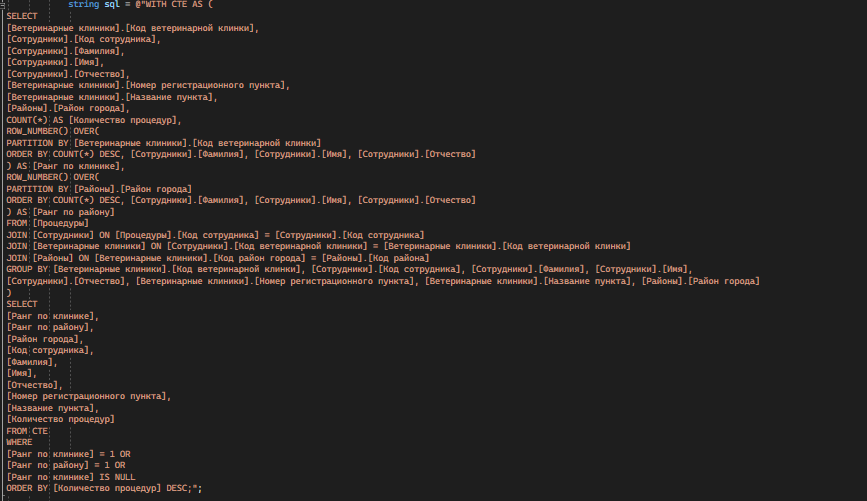 string sql = @"WITH CTE AS (
SELECT
[Ветеринарные клиники].[Код ветеринарной клинки],
[Сотрудники].[Код сотрудника],
[Сотрудники].[Фамилия],
[Сотрудники].[Имя],
[Сотрудники].[Отчество],
[Ветеринарные клиники].[Номер регистрационного пункта],
[Ветеринарные клиники].[Название пункта],
[Районы].[Район города],
COUNT(*) AS [Количество процедур],
ROW_NUMBER() OVER(
PARTITION BY [Ветеринарные клиники].[Код ветеринарной клинки]
ORDER BY COUNT(*) DESC, [Сотрудники].[Фамилия], [Сотрудники].[Имя], [Сотрудники].[Отчество]
) AS [Ранг по клинике],
ROW_NUMBER() OVER(
PARTITION BY [Районы].[Район города]
ORDER BY COUNT(*) DESC, [Сотрудники].[Фамилия], [Сотрудники].[Имя], [Сотрудники].[Отчество]
) AS [Ранг по району]
FROM [Процедуры]
JOIN [Сотрудники] ON [Процедуры].[Код сотрудника] = [Сотрудники].[Код сотрудника]
JOIN [Ветеринарные клиники] ON [Сотрудники].[Код ветеринарной клинки] = [Ветеринарные клиники].[Код ветеринарной клинки]
JOIN [Районы] ON [Ветеринарные клиники].[Код район города] = [Районы].[Код района]
GROUP BY [Ветеринарные клиники].[Код ветеринарной клинки], [Сотрудники].[Код сотрудника], [Сотрудники].[Фамилия], [Сотрудники].[Имя],
[Сотрудники].[Отчество], [Ветеринарные клиники].[Номер регистрационного пункта], [Ветеринарные клиники].[Название пункта], [Районы].[Район города]
)
SELECT
[Ранг по клинике],
[Ранг по району],
[Район города],
[Код сотрудника],
[Фамилия],
[Имя],
[Отчество],
[Номер регистрационного пункта],
[Название пункта],
[Количество процедур]
FROM CTE
WHERE
[Ранг по клинике] = 1 OR
[Ранг по району] = 1 OR
[Ранг по клинике] IS NULL
ORDER BY [Количество процедур] DESC;";